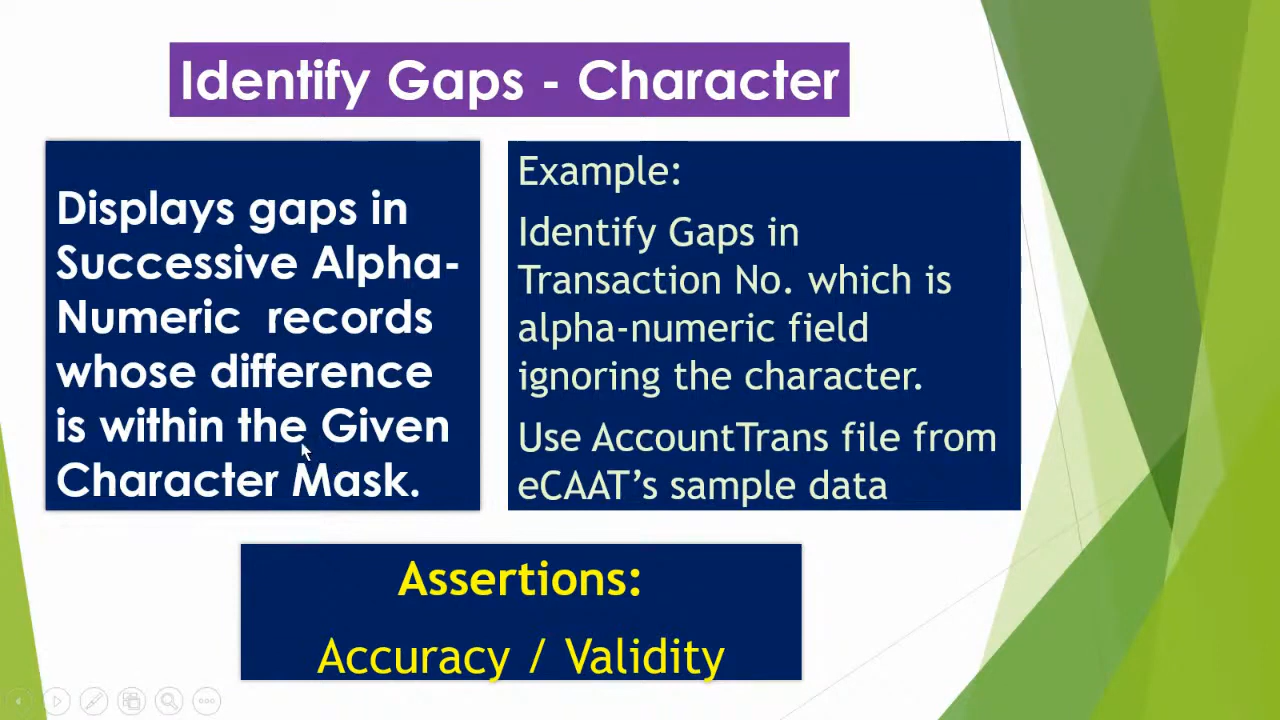 Identify Gaps - Character
Displays gaps in
Successive Alpha-
Numeric records
whose difference
is within the Given
Character Mask.
Example:
Identify Gaps in
Transaction No. which is
alpha-numeric field
ignoring the character.
Use AccountTrans file from
eCAAT’s sample data
Assertions:
Accuracy / Validity